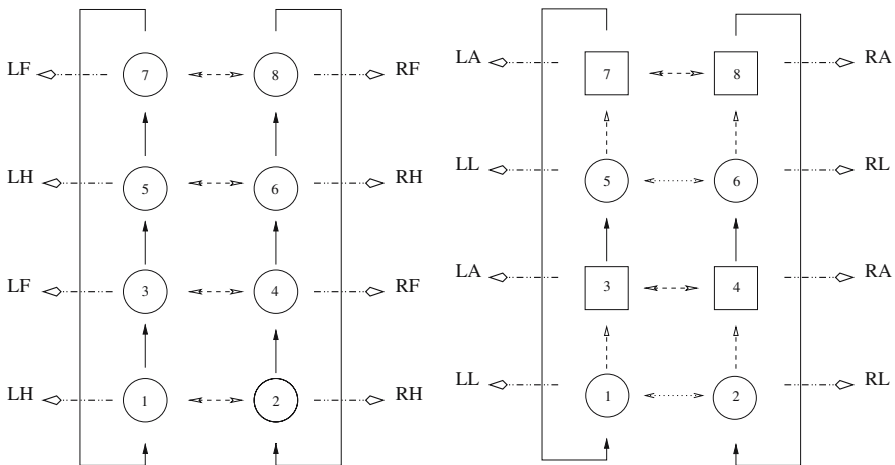 LF 7 8 RF
LH 5 6 RH
LF 3 4 RF
LH 1 2 RH
LA 7 8 RA
LL 5 6 RL
LA 3 4 RA
LL 1 2 RL